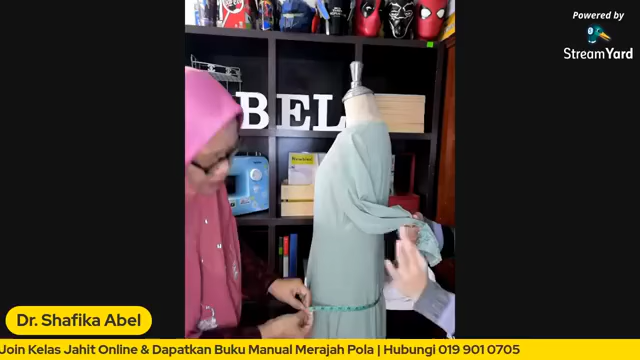 Powered by
StreamYard
BEL
Dr. Shafika Abel
Join Kelas Jahit Online & Dapatkan Buku Manual Merajah Pola | Hubungi 019 901 0705